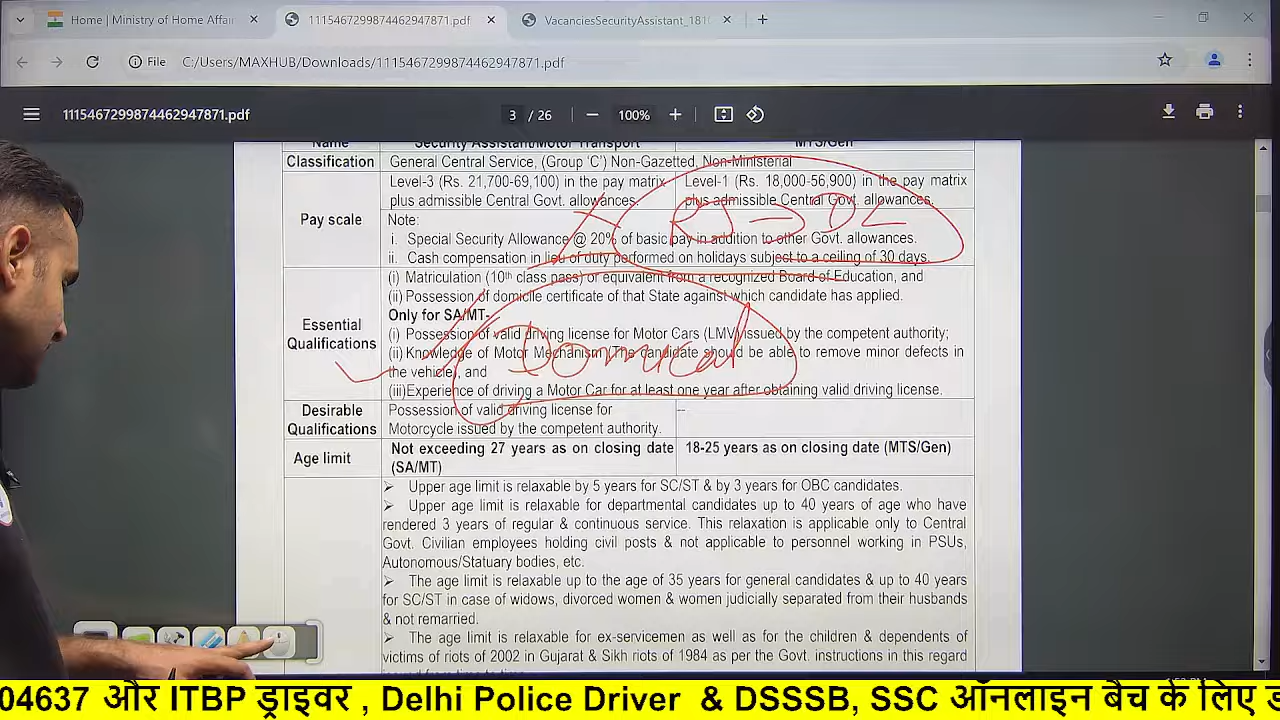 Home | Ministry of Home Affai
1115467299874462947871.pdf
VacanciesSecurityAssistant_181
File
C:/Users/MAXHUB/Downloads/1115467299874462947871.pdf
1115467299874462947871.pdf
3 / 26
100%
Name Security Assistant/Motor Transport MTS/Gen
Classification General Central Service, (Group 'C') Non-Gazetted, Non-Ministerial
Pay scale
Level-3 (Rs. 21,700-69,100) in the pay matrix
plus admissible Central Govt. allowances.
Level-1 (Rs. 18,000-56,900) in the pay matrix
plus admissible Central Govt. allowances.
Note:
i. Special Security Allowance @ 20% of basic pay in addition to other Govt. allowances.
ii. Cash compensation in lieu of duty performed on holidays subject to a ceiling of 30 days.
RJ → DL
Essential
Qualifications
(i) Matriculation (10th class pass) or equivalent from a recognized Board of Education, and
(ii) Possession of domicile certificate of that State against which candidate has applied.
Only for SA/MT-
(i) Possession of valid driving license for Motor Cars (LMV) issued by the competent authority;
(ii) Knowledge of Motor Mechanism (The candidate should be able to remove minor defects in
the vehicle), and
(iii)Experience of driving a Motor Car for at least one year after obtaining valid driving license.
Domical
Desirable
Qualifications
Possession of valid driving license for
Motorcycle issued by the competent authority.
--
Age limit
Not exceeding 27 years as on closing date
(SA/MT)
18-25 years as on closing date (MTS/Gen)
➢ Upper age limit is relaxable by 5 years for SC/ST & by 3 years for OBC candidates.
➢ Upper age limit is relaxable for departmental candidates up to 40 years of age who have
rendered 3 years of regular & continuous service. This relaxation is applicable only to Central
Govt. Civilian employees holding civil posts & not applicable to personnel working in PSUs,
Autonomous/Statuary bodies, etc.
➢ The age limit is relaxable up to the age of 35 years for general candidates & up to 40 years
for SC/ST in case of widows, divorced women & women judicially separated from their husbands
& not remarried.
➢ The age limit is relaxable for ex-servicemen as well as for the children & dependents of
victims of riots of 2002 in Gujarat & Sikh riots of 1984 as per the Govt. instructions in this regard
04637 और ITBP ड्राइवर , Delhi Police Driver & DSSSB, SSC ऑनलाइन बैच के लिए